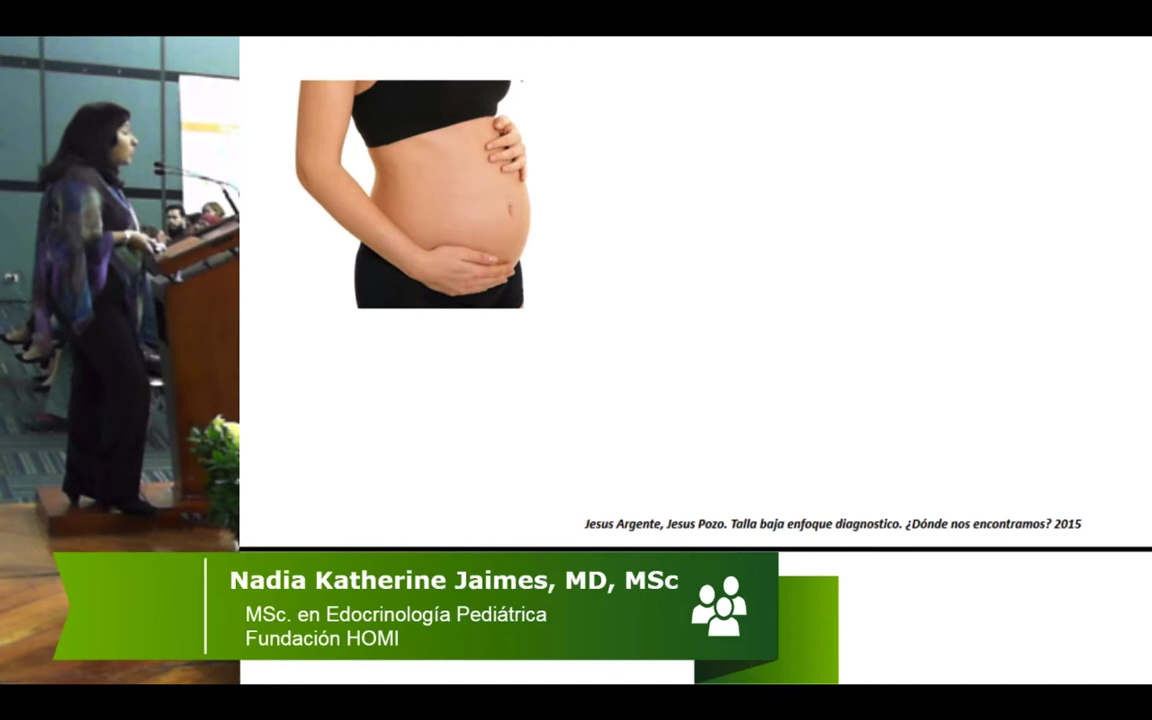 Jesus Argente, Jesus Pozo. Talla baja enfoque diagnostico. ¿Dónde nos encontramos? 2015
Nadia Katherine Jaimes, MD, MSc
MSc. en Edocrinología Pediátrica
Fundación HOMI